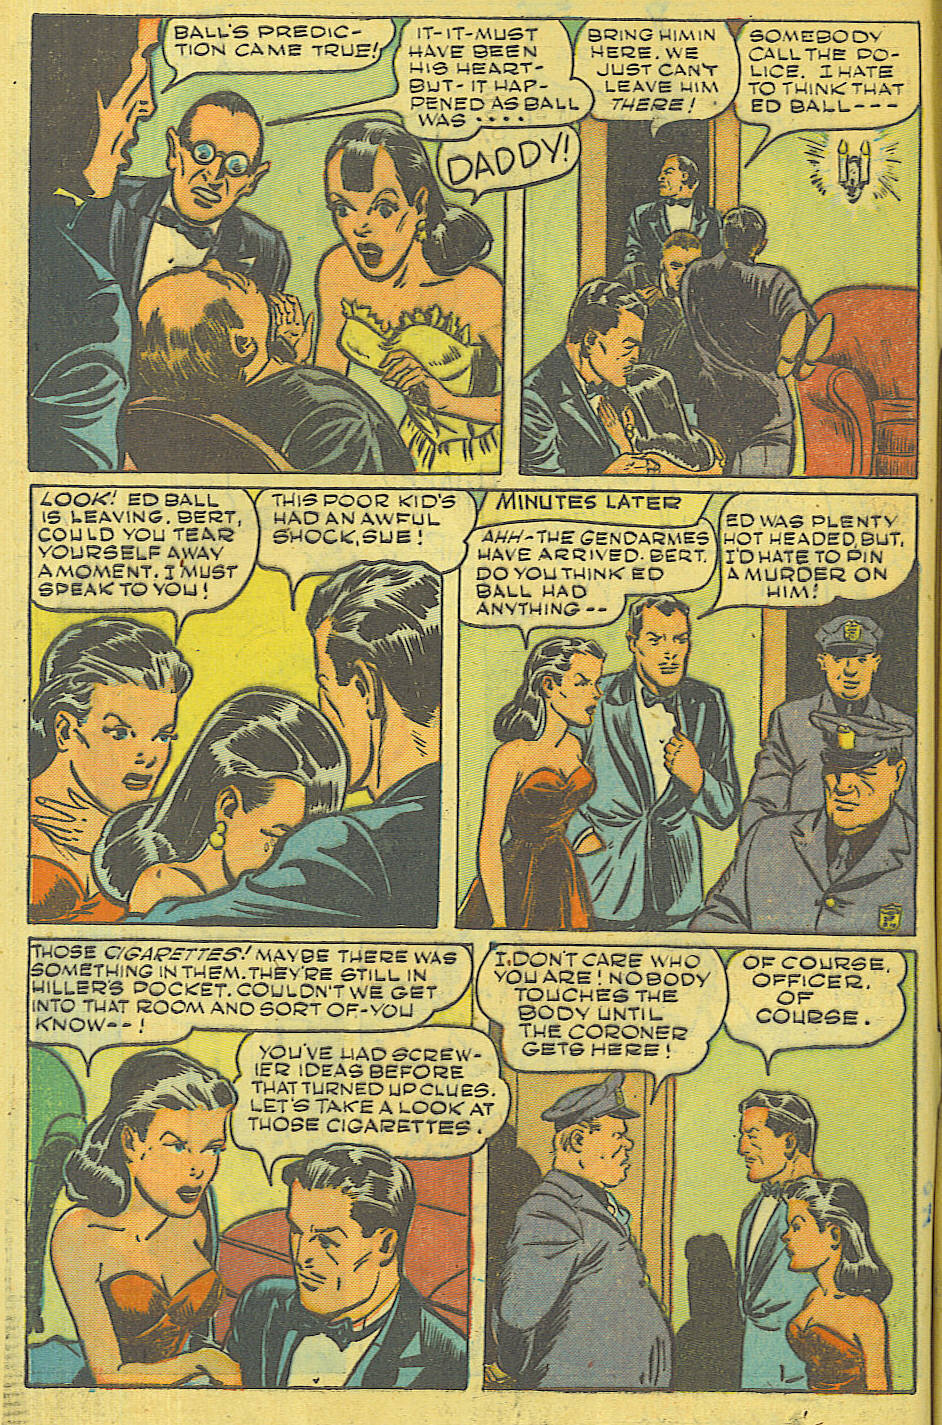 BALL'S PREDIC-
TION CAME TRUE!
IT-IT-MUST
HAVE BEEN
HIS HEART-
BUT-IT HAP-
PENED AS BALL
WAS ....
DADDY!
BRING HIM IN
HERE. WE
JUST CAN'T
LEAVE HIM
THERE!
SOMEBODY
CALL THE PO-
LICE. I HATE
TO THINK THAT
ED BALL---
LOOK! ED BALL
IS LEAVING. BERT,
COULD YOU TEAR
YOURSELF AWAY
A MOMENT. I MUST
SPEAK TO YOU!
THIS POOR KID'S
HAD AN AWFUL
SHOCK, SUE!
MINUTES LATER
AHH-THE GENDARMES
HAVE ARRIVED. BERT,
DO YOU THINK ED
BALL HAD
ANYTHING--
ED WAS PLENTY
HOT HEADED, BUT,
I'D HATE TO PIN
A MURDER ON
HIM!
THOSE CIGARETTES! MAYBE THERE WAS
SOMETHING IN THEM. THEY'RE STILL IN
HILLER'S POCKET. COULDN'T WE GET
INTO THAT ROOM AND SORT OF-YOU
KNOW--!
YOU'VE HAD SCREW-
IER IDEAS BEFORE
THAT TURNED UP CLUES.
LET'S TAKE A LOOK AT
THOSE CIGARETTES.
I DON'T CARE WHO
YOU ARE! NOBODY
TOUCHES THE
BODY UNTIL
THE CORONER
GETS HERE!
OF COURSE,
OFFICER,
OF
COURSE.